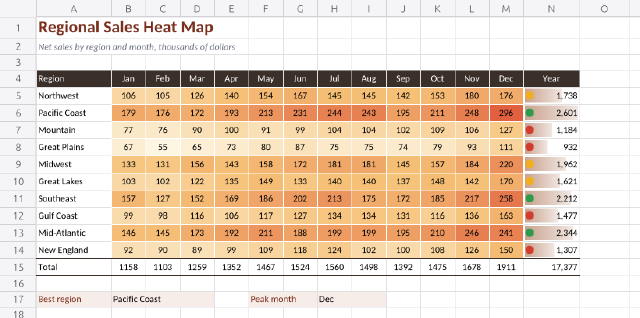 A B C D E F G H I J K L M N O
1 Regional Sales Heat Map
2 Net sales by region and month, thousands of dollars
3
4 Region Jan Feb Mar Apr May Jun Jul Aug Sep Oct Nov Dec Year
5 Northwest 106 105 126 140 154 167 145 145 142 153 180 176 1,738
6 Pacific Coast 179 176 172 193 213 231 244 243 195 211 248 296 2,601
7 Mountain 77 76 90 100 91 99 104 104 102 109 106 127 1,184
8 Great Plains 67 55 65 73 80 87 75 75 74 79 93 111 932
9 Midwest 133 131 156 143 158 172 181 181 145 157 184 220 1,962
10 Great Lakes 103 102 122 135 149 133 140 140 137 148 142 170 1,621
11 Southeast 157 127 152 169 186 202 213 175 172 185 217 258 2,212
12 Gulf Coast 99 98 116 106 117 127 134 134 131 116 136 163 1,477
13 Mid-Atlantic 146 145 173 192 211 188 199 199 195 210 246 241 2,344
14 New England 92 90 89 99 109 118 124 102 100 108 126 150 1,307
15 Total 1158 1103 1259 1352 1467 1524 1560 1498 1392 1475 1678 1911 17,377
16
17 Best region Pacific Coast Peak month Dec
18